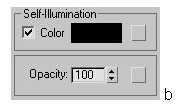 Self-Illumination
Color
Opacity: 100
b